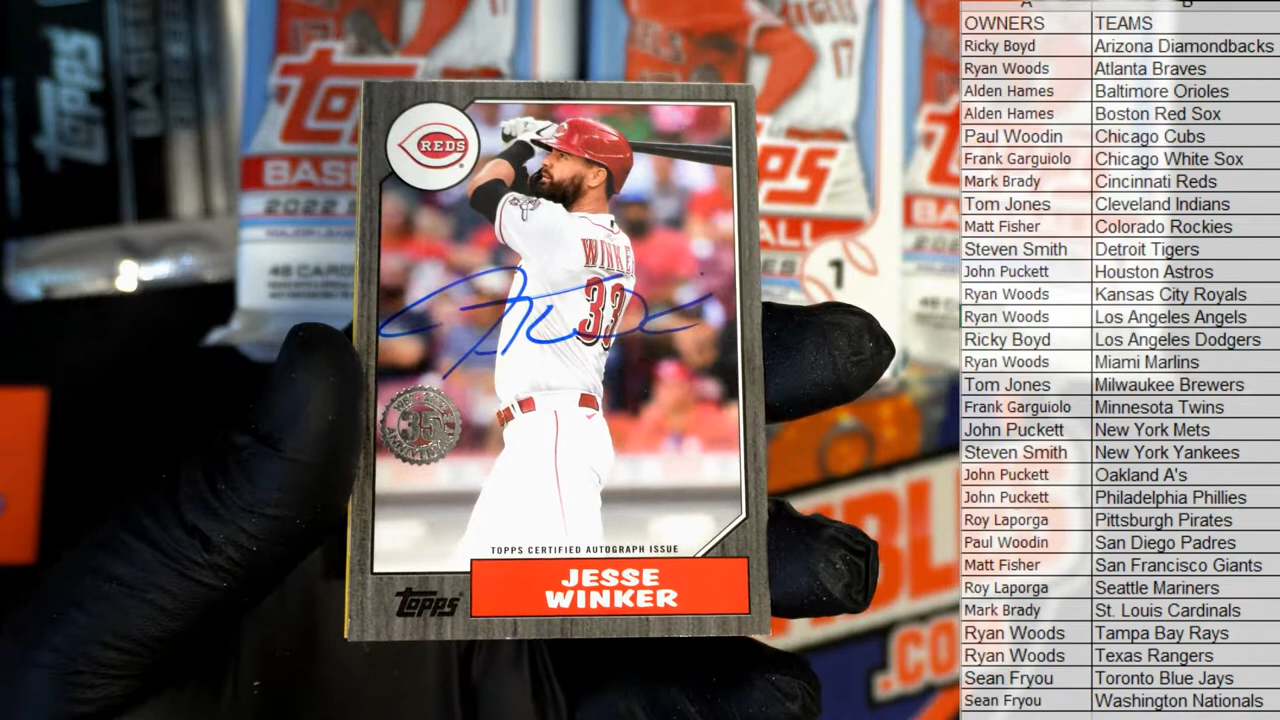 A B
OWNERS TEAMS
Ricky Boyd Arizona Diamondbacks
Ryan Woods Atlanta Braves
Alden Hames Baltimore Orioles
Alden Hames Boston Red Sox
Paul Woodin Chicago Cubs
Frank Garguiolo Chicago White Sox
Mark Brady Cincinnati Reds
Tom Jones Cleveland Indians
Matt Fisher Colorado Rockies
Steven Smith Detroit Tigers
John Puckett Houston Astros
Ryan Woods Kansas City Royals
Ryan Woods Los Angeles Angels
Ricky Boyd Los Angeles Dodgers
Ryan Woods Miami Marlins
Tom Jones Milwaukee Brewers
Frank Garguiolo Minnesota Twins
John Puckett New York Mets
Steven Smith New York Yankees
John Puckett Oakland A's
John Puckett Philadelphia Phillies
Roy Laporga Pittsburgh Pirates
Paul Woodin San Diego Padres
Matt Fisher San Francisco Giants
Roy Laporga Seattle Mariners
Mark Brady St. Louis Cardinals
Ryan Woods Tampa Bay Rays
Ryan Woods Texas Rangers
Sean Fryou Toronto Blue Jays
Sean Fryou Washington Nationals
REDS
33
35
ANNIVERSARY
TOPPS CERTIFIED AUTOGRAPH ISSUE
JESSE
WINKER
Topps
topps
2022
17
1
.CO